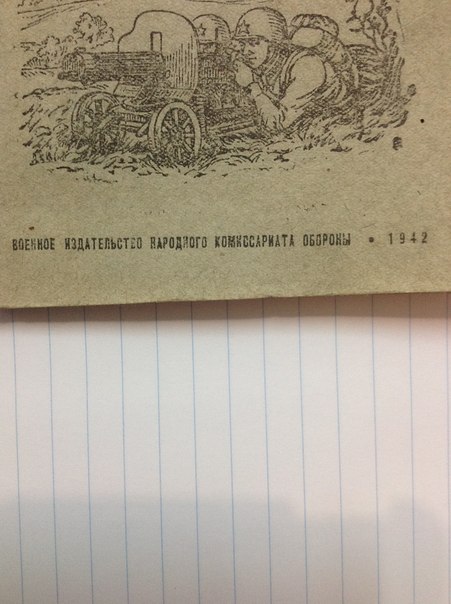 ВОЕННОЕ ИЗДАТЕЛЬСТВО НАРОДНОГО КОМИССАРИАТА ОБОРОНЫ • 1942